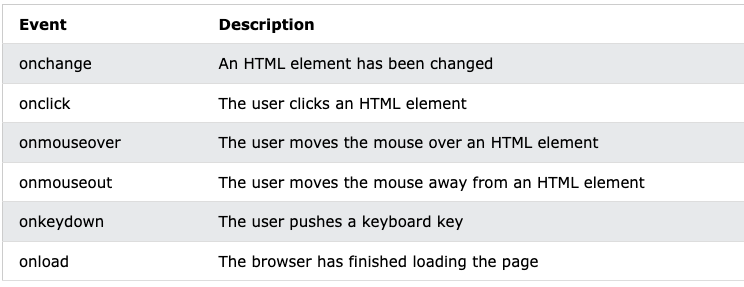 Event Description
onchange An HTML element has been changed
onclick The user clicks an HTML element
onmouseover The user moves the mouse over an HTML element
onmouseout The user moves the mouse away from an HTML element
onkeydown The user pushes a keyboard key
onload The browser has finished loading the page